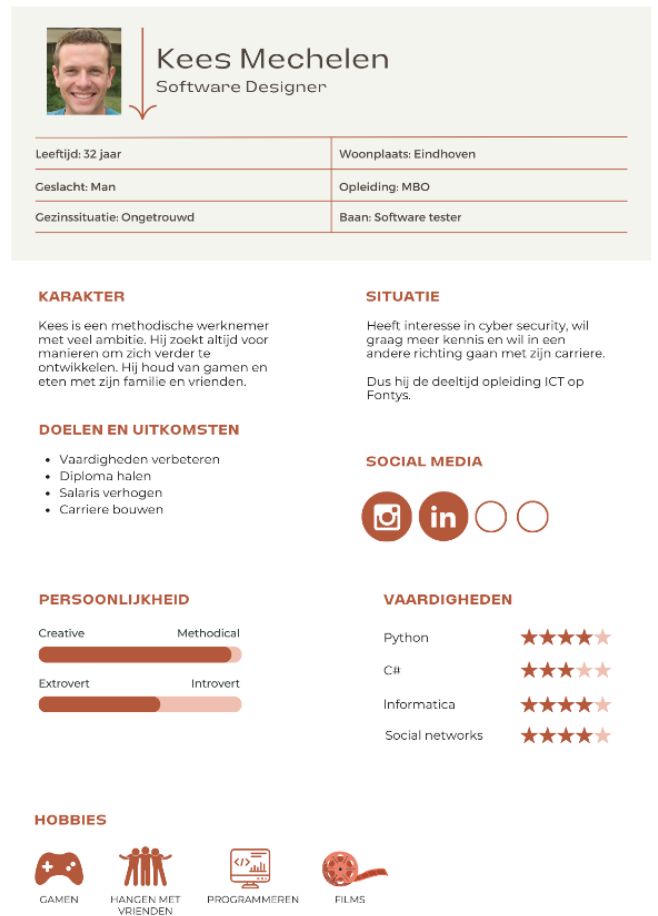 Kees Mechelen
Software Designer
Leeftijd: 32 jaar
Woonplaats: Eindhoven
Geslacht: Man
Opleiding: MBO
Gezinssituatie: Ongetrouwd
Baan: Software tester
KARAKTER
Kees is een methodische werknemer
met veel ambitie. Hij zoekt altijd voor
manieren om zich verder te
ontwikkelen. Hij houd van gamen en
eten met zijn familie en vrienden.
SITUATIE
Heeft interesse in cyber security, wil
graag meer kennis en wil in een
andere richting gaan met zijn carriere.
Dus hij de deeltijd opleiding ICT op
Fontys.
DOELEN EN UITKOMSTEN
• Vaardigheden verbeteren
• Diploma halen
• Salaris verhogen
• Carriere bouwen
SOCIAL MEDIA
in
PERSOONLIJKHEID
Creative Methodical
Extrovert Introvert
VAARDIGHEDEN
Python
C#
Informatica
Social networks
HOBBIES
GAMEN
HANGEN MET
VRIENDEN
</>
PROGRAMMEREN
FILMS